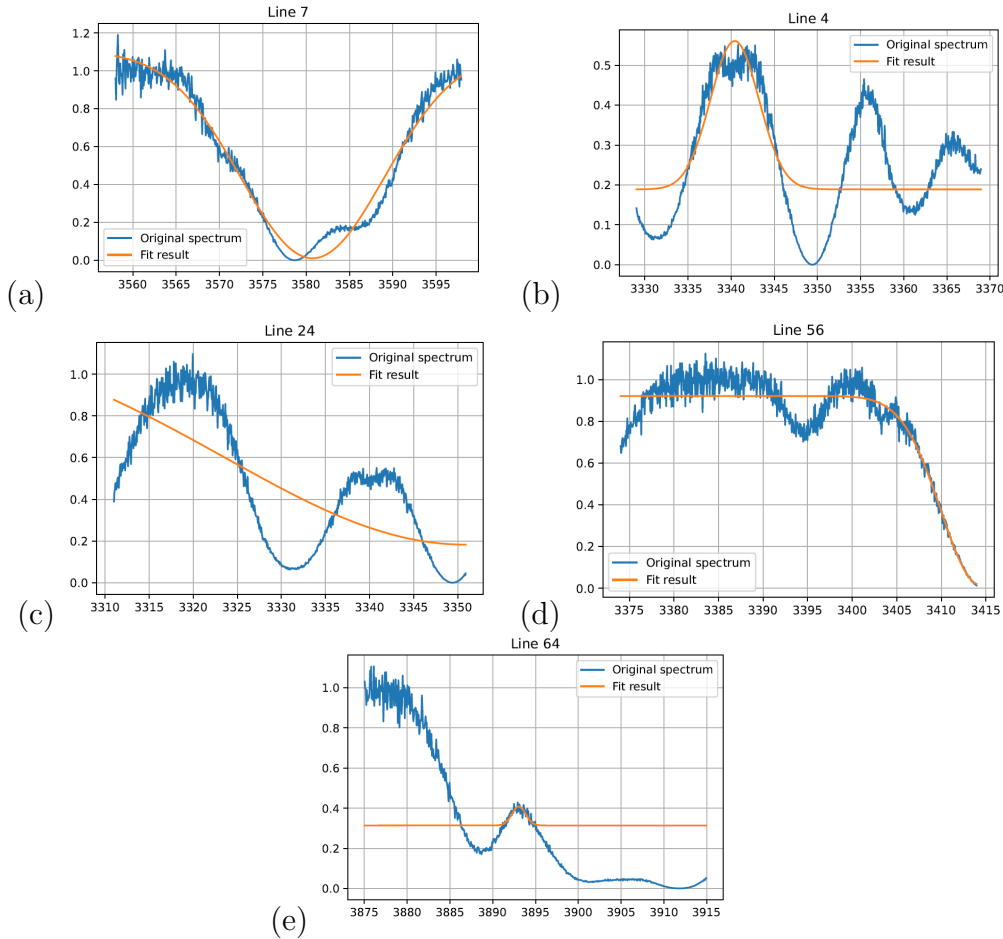 Line 7
1.2
1.0
0.8
0.6
0.4
0.2
0.0
Original spectrum
Fit result
3560 3565 3570 3575 3580 3585 3590 3595
(a)
Line 4
0.5
0.4
0.3
0.2
0.1
0.0
Original spectrum
Fit result
3330 3335 3340 3345 3350 3355 3360 3365 3370
(b)
Line 24
1.0
0.8
0.6
0.4
0.2
0.0
Original spectrum
Fit result
3310 3315 3320 3325 3330 3335 3340 3345 3350
(c)
Line 56
1.0
0.8
0.6
0.4
0.2
0.0
Original spectrum
Fit result
3375 3380 3385 3390 3395 3400 3405 3410 3415
(d)
Line 64
1.0
0.8
0.6
0.4
0.2
0.0
Original spectrum
Fit result
3875 3880 3885 3890 3895 3900 3905 3910 3915
(e)